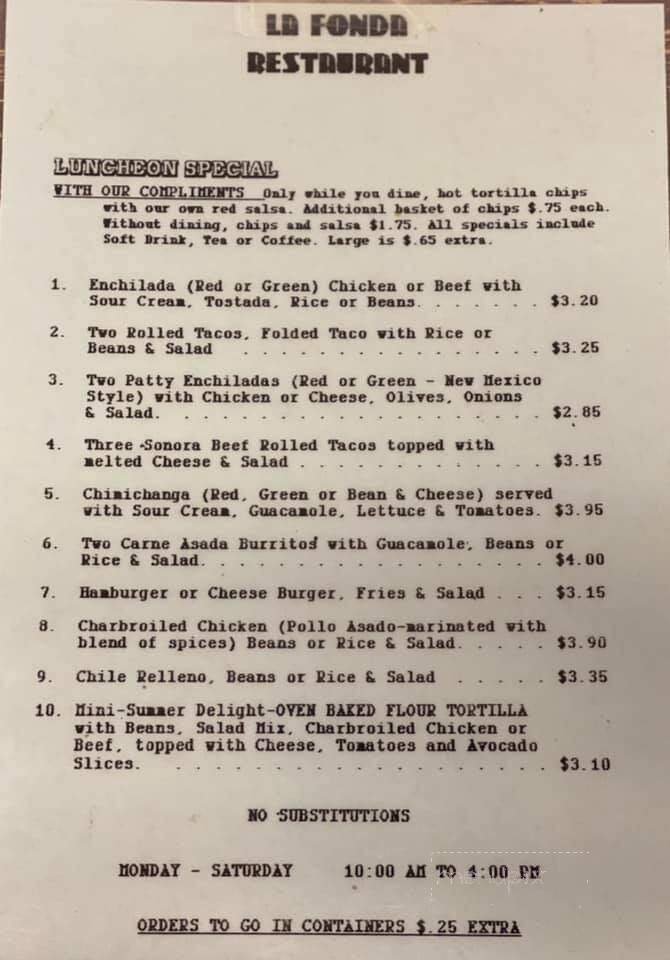 LA FONDA
RESTAURANT
LUNCHEON SPECIAL
WITH OUR COMPLIMENTS Only while you dine, hot tortilla chips
with our own red salsa. Additional basket of chips $.75 each.
Without dining, chips and salsa $1.75. All specials include
Soft Drink, Tea or Coffee. Large is $.65 extra.
1. Enchilada (Red or Green) Chicken or Beef with
Sour Cream, Tostada, Rice or Beans. . . . . . . $3.20
2. Two Rolled Tacos, Folded Taco with Rice or
Beans & Salad . . . . . . . . . . . . . . . . $3.25
3. Two Patty Enchiladas (Red or Green - New Mexico
Style) with Chicken or Cheese, Olives, Onions
& Salad. . . . . . . . . . . . . . . . . . . . $2.85
4. Three Sonora Beef Rolled Tacos topped with
melted Cheese & Salad . . . . . . . . . . . . . $3.15
5. Chimichanga (Red, Green or Bean & Cheese) served
with Sour Cream, Guacamole, Lettuce & Tomatoes. $3.95
6. Two Carne Asada Burritos with Guacamole, Beans or
Rice & Salad. . . . . . . . . . . . . . . . . . $4.00
7. Hamburger or Cheese Burger, Fries & Salad . . . $3.15
8. Charbroiled Chicken (Pollo Asado-marinated with
blend of spices) Beans or Rice & Salad. . . . . $3.90
9. Chile Relleno, Beans or Rice & Salad . . . . . $3.35
10. Mini-Summer Delight-OVEN BAKED FLOUR TORTILLA
with Beans, Salad Mix, Charbroiled Chicken or
Beef, topped with Cheese, Tomatoes and Avocado
Slices. . . . . . . . . . . . . . . . . . . . $3.10
NO SUBSTITUTIONS
MONDAY - SATURDAY 10:00 AM TO 4:00 PM
ORDERS TO GO IN CONTAINERS $.25 EXTRA